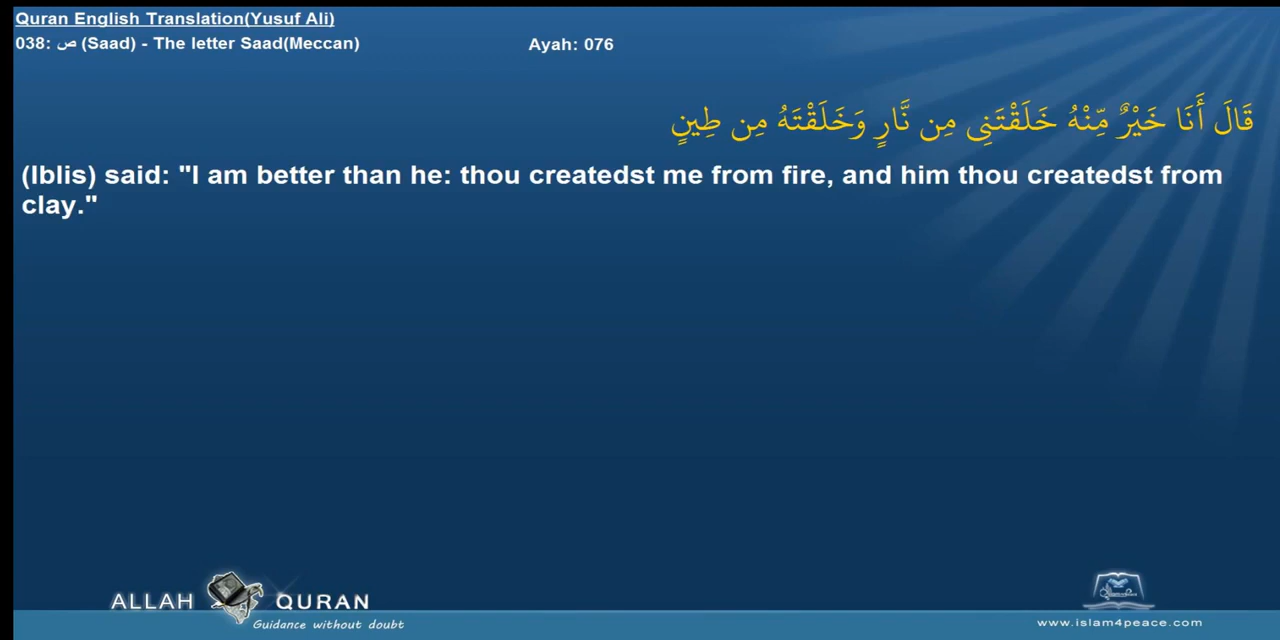 Quran English Translation(Yusuf Ali)
038: ص (Saad) - The letter Saad(Meccan) Ayah: 076
قَالَ أَنَا خَيْرٌ مِّنْهُ خَلَقْتَنِى مِن نَّارٍ وَخَلَقْتَهُ مِن طِينٍ
(Iblis) said: "I am better than he: thou createdst me from fire, and him thou createdst from
clay."
ALLAH QURAN
Guidance without doubt
www.islam4peace.com